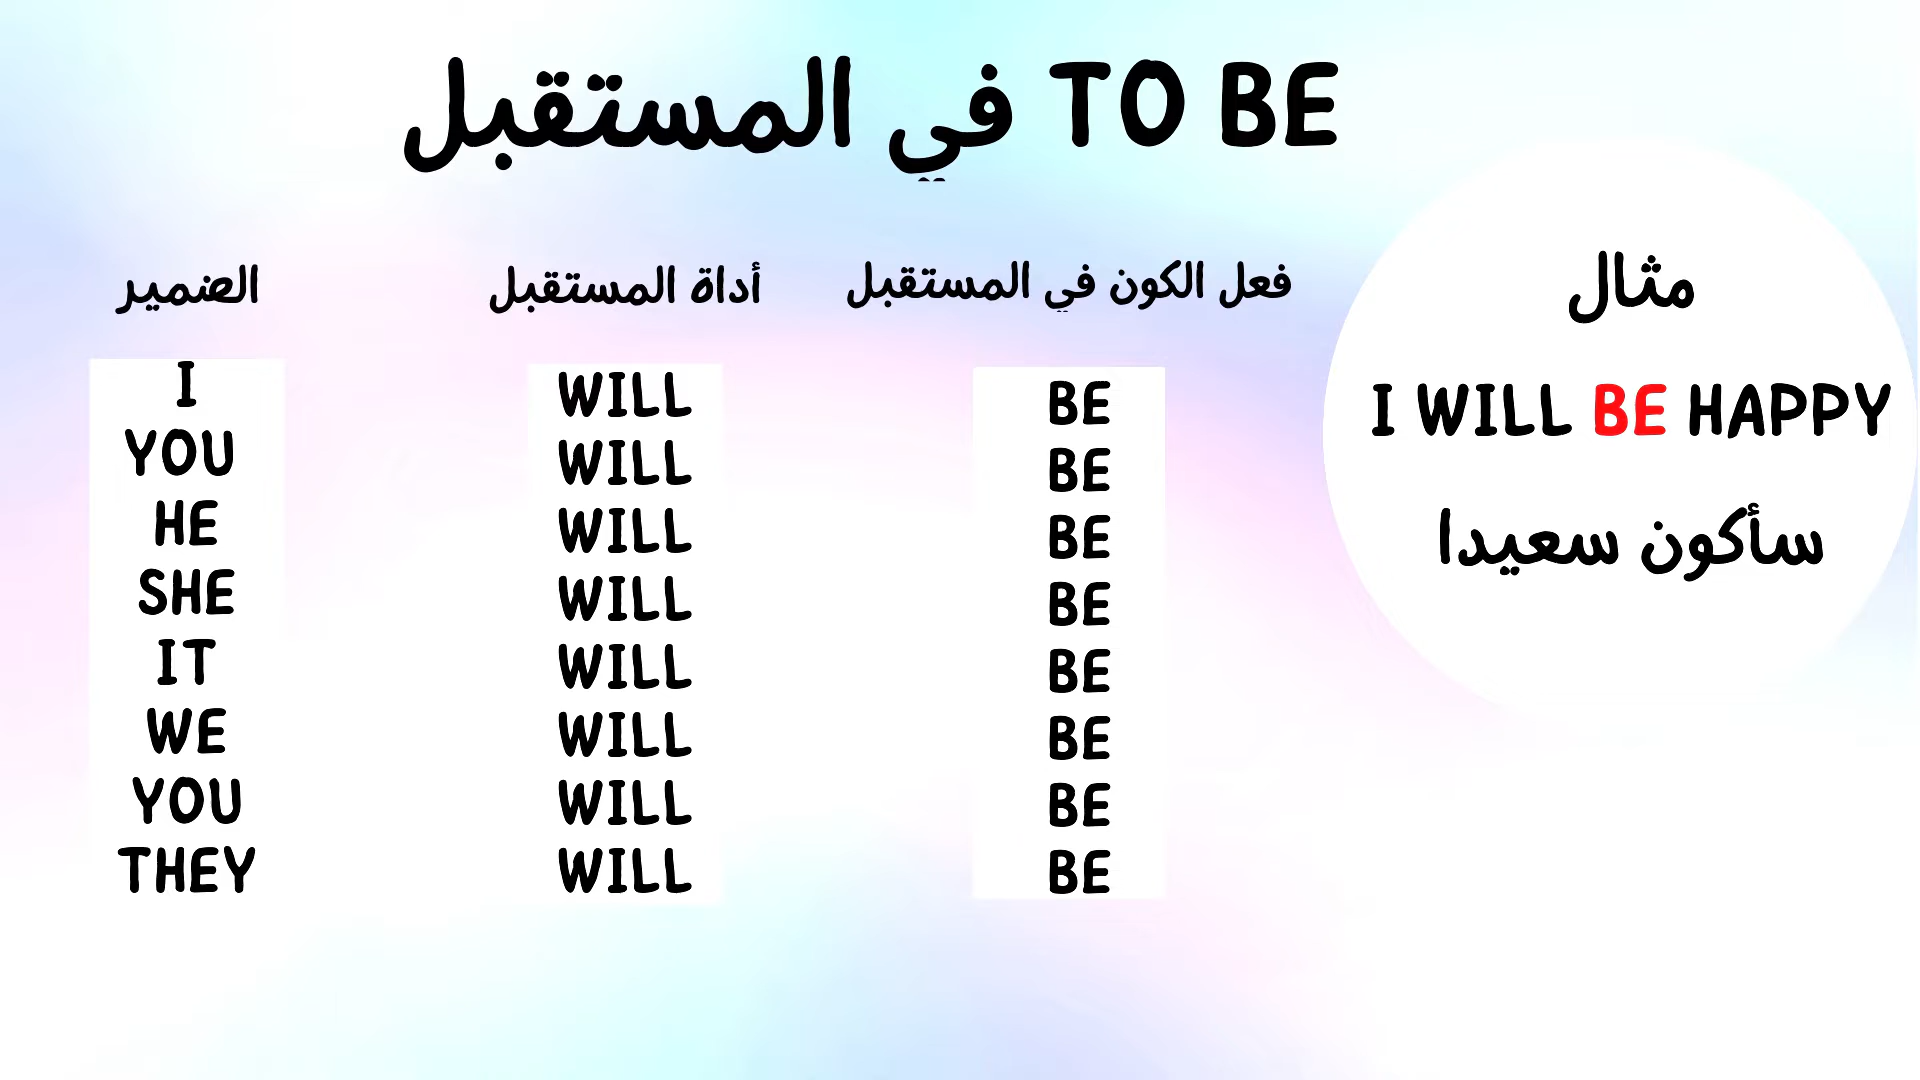 TO BE في المستقبل
الضمير
أداة المستقبل
فعل الكون في المستقبل
I
YOU
HE
SHE
IT
WE
YOU
THEY
WILL
WILL
WILL
WILL
WILL
WILL
WILL
WILL
BE
BE
BE
BE
BE
BE
BE
BE
مثال
I WILL BE HAPPY
سأكون سعيدا